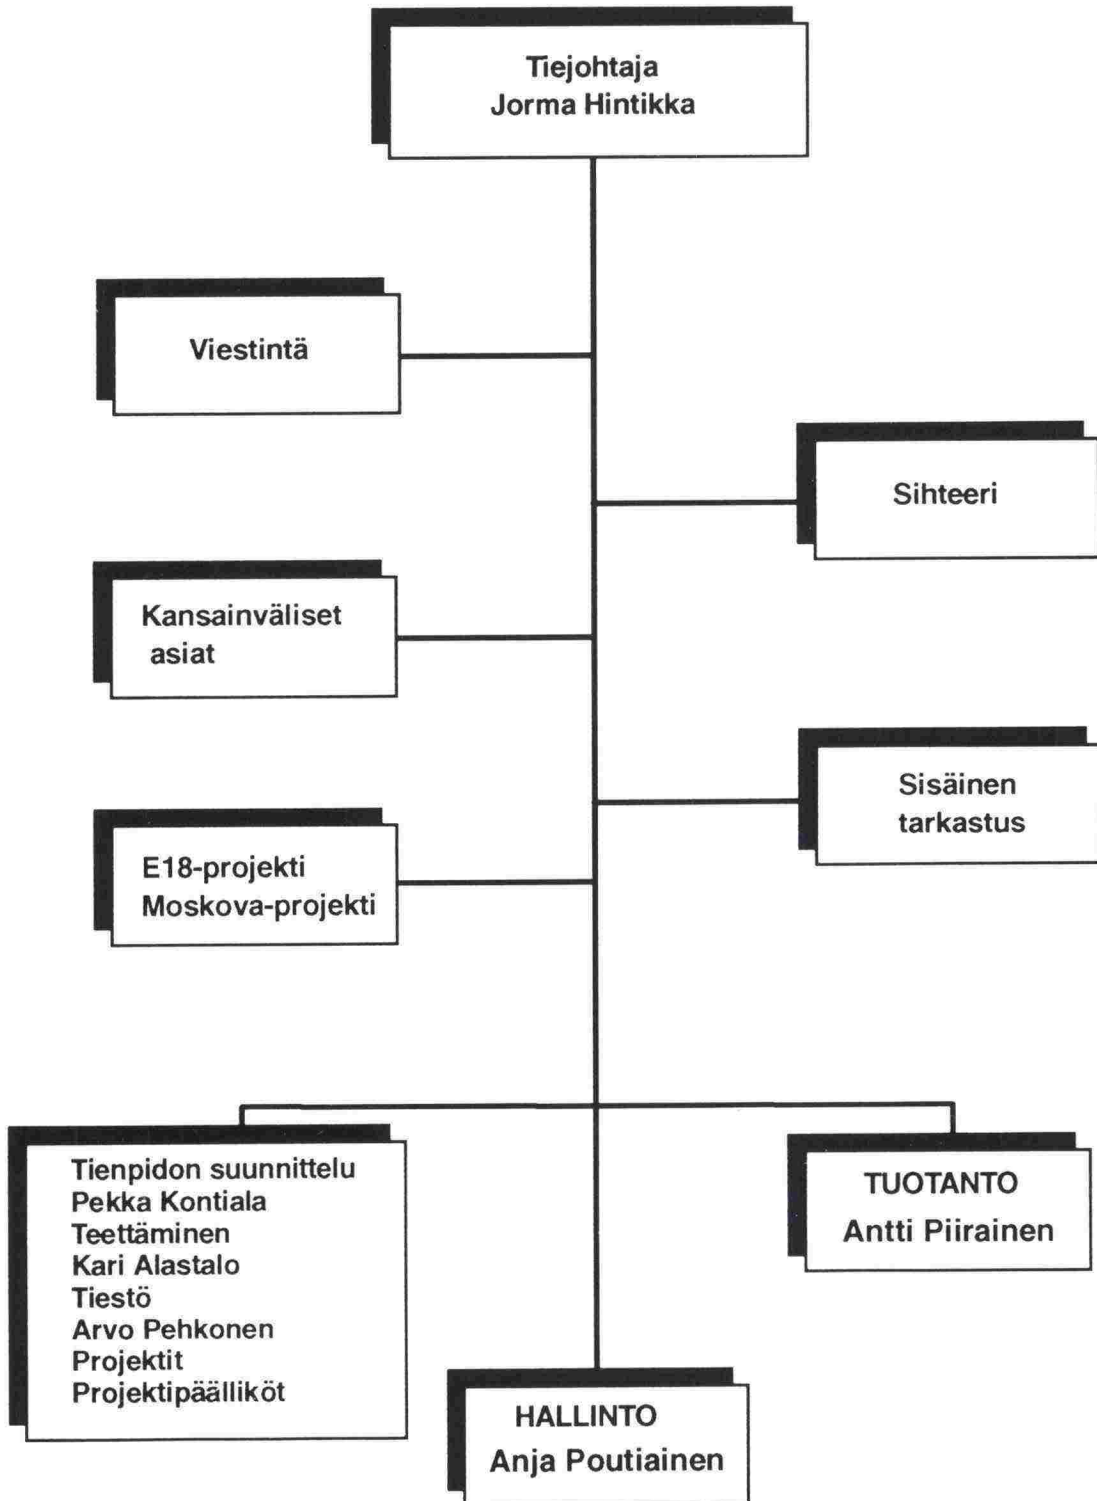 Tiejohtaja
Jorma Hintikka
Viestintä
Sihteeri
Kansainväliset
asiat
Sisäinen
tarkastus
E18-projekti
Moskova-projekti
Tienpidon suunnittelu
Pekka Kontiala
Teettäminen
Kari Alastalo
Tiestö
Arvo Pehkonen
Projektit
Projektipäälliköt
TUOTANTO
Antti Piirainen
HALLINTO
Anja Poutiainen